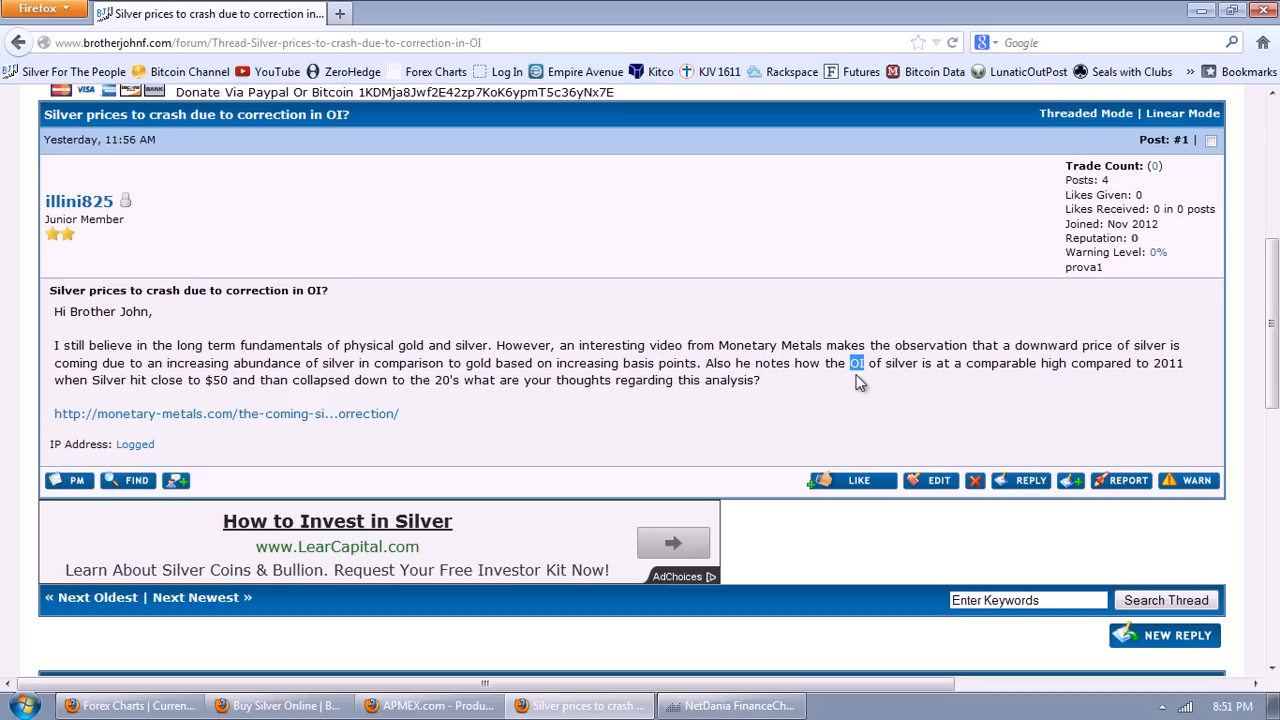 Firefox
Silver prices to crash due to correction in...
www.brotherjohnf.com/forum/Thread-Silver-prices-to-crash-due-to-correction-in-OI
Google
Silver For The People
Bitcoin Channel
YouTube
ZeroHedge
Forex Charts
Log In
Empire Avenue
Kitco
KJV 1611
Rackspace
Futures
Bitcoin Data
LunaticOutPost
Seals with Clubs
Bookmarks
Donate Via Paypal Or Bitcoin 1KDMja8Jwf2E42zp7KoK6ypmT5c36yNx7E
Silver prices to crash due to correction in OI?
Threaded Mode | Linear Mode
Yesterday, 11:56 AM
Post: #1 |
illini825
Junior Member
Trade Count: (0)
Posts: 4
Likes Given: 0
Likes Received: 0 in 0 posts
Joined: Nov 2012
Reputation: 0
Warning Level: 0%
prova1
Silver prices to crash due to correction in OI?
Hi Brother John,
I still believe in the long term fundamentals of physical gold and silver. However, an interesting video from Monetary Metals makes the observation that a downward price of silver is
coming due to an increasing abundance of silver in comparison to gold based on increasing basis points. Also he notes how the OI of silver is at a comparable high compared to 2011
when Silver hit close to $50 and than collapsed down to the 20's what are your thoughts regarding this analysis?
http://monetary-metals.com/the-coming-si...orrection/
IP Address: Logged
PM
FIND
LIKE
EDIT
REPLY
REPORT
WARN
How to Invest in Silver
www.LearCapital.com
Learn About Silver Coins & Bullion. Request Your Free Investor Kit Now!
AdChoices
« Next Oldest | Next Newest »
Enter Keywords
Search Thread
NEW REPLY
Forex Charts | Curren...
Buy Silver Online | B...
APMEX.com - Produ...
Silver prices to crash ...
NetDania FinanceCh...
8:51 PM